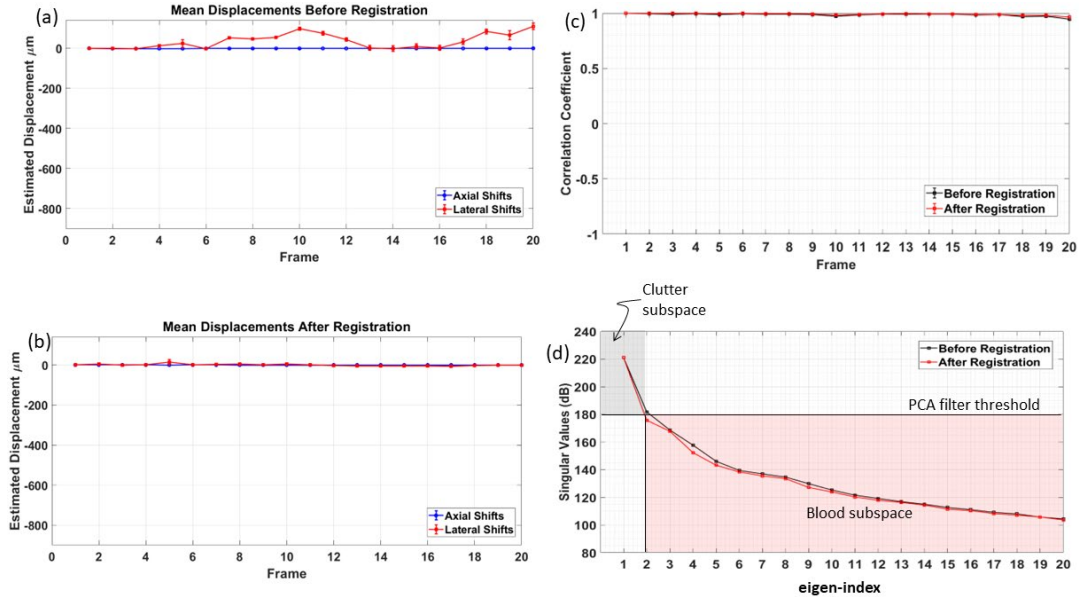 (a)
Mean Displacements Before Registration
Estimated Displacement μm
0
-200
-400
-600
-800
Axial Shifts
Lateral Shifts
0 2 4 6 8 10 12 14 16 18 20
Frame
(b)
Mean Displacements After Registration
Estimated Displacement μm
0
-200
-400
-600
-800
Axial Shifts
Lateral Shifts
0 2 4 6 8 10 12 14 16 18 20
Frame
(c)
Correlation Coefficient
1
0.5
0
-0.5
-1
Before Registration
After Registration
1 2 3 4 5 6 7 8 9 10 11 12 13 14 15 16 17 18 19 20
Frame
Clutter
subspace
(d)
Singular Values (dB)
240
220
200
180
160
140
120
100
80
Before Registration
After Registration
PCA filter threshold
Blood subspace
1 2 3 4 5 6 7 8 9 10 11 12 13 14 15 16 17 18 19 20
eigen-index